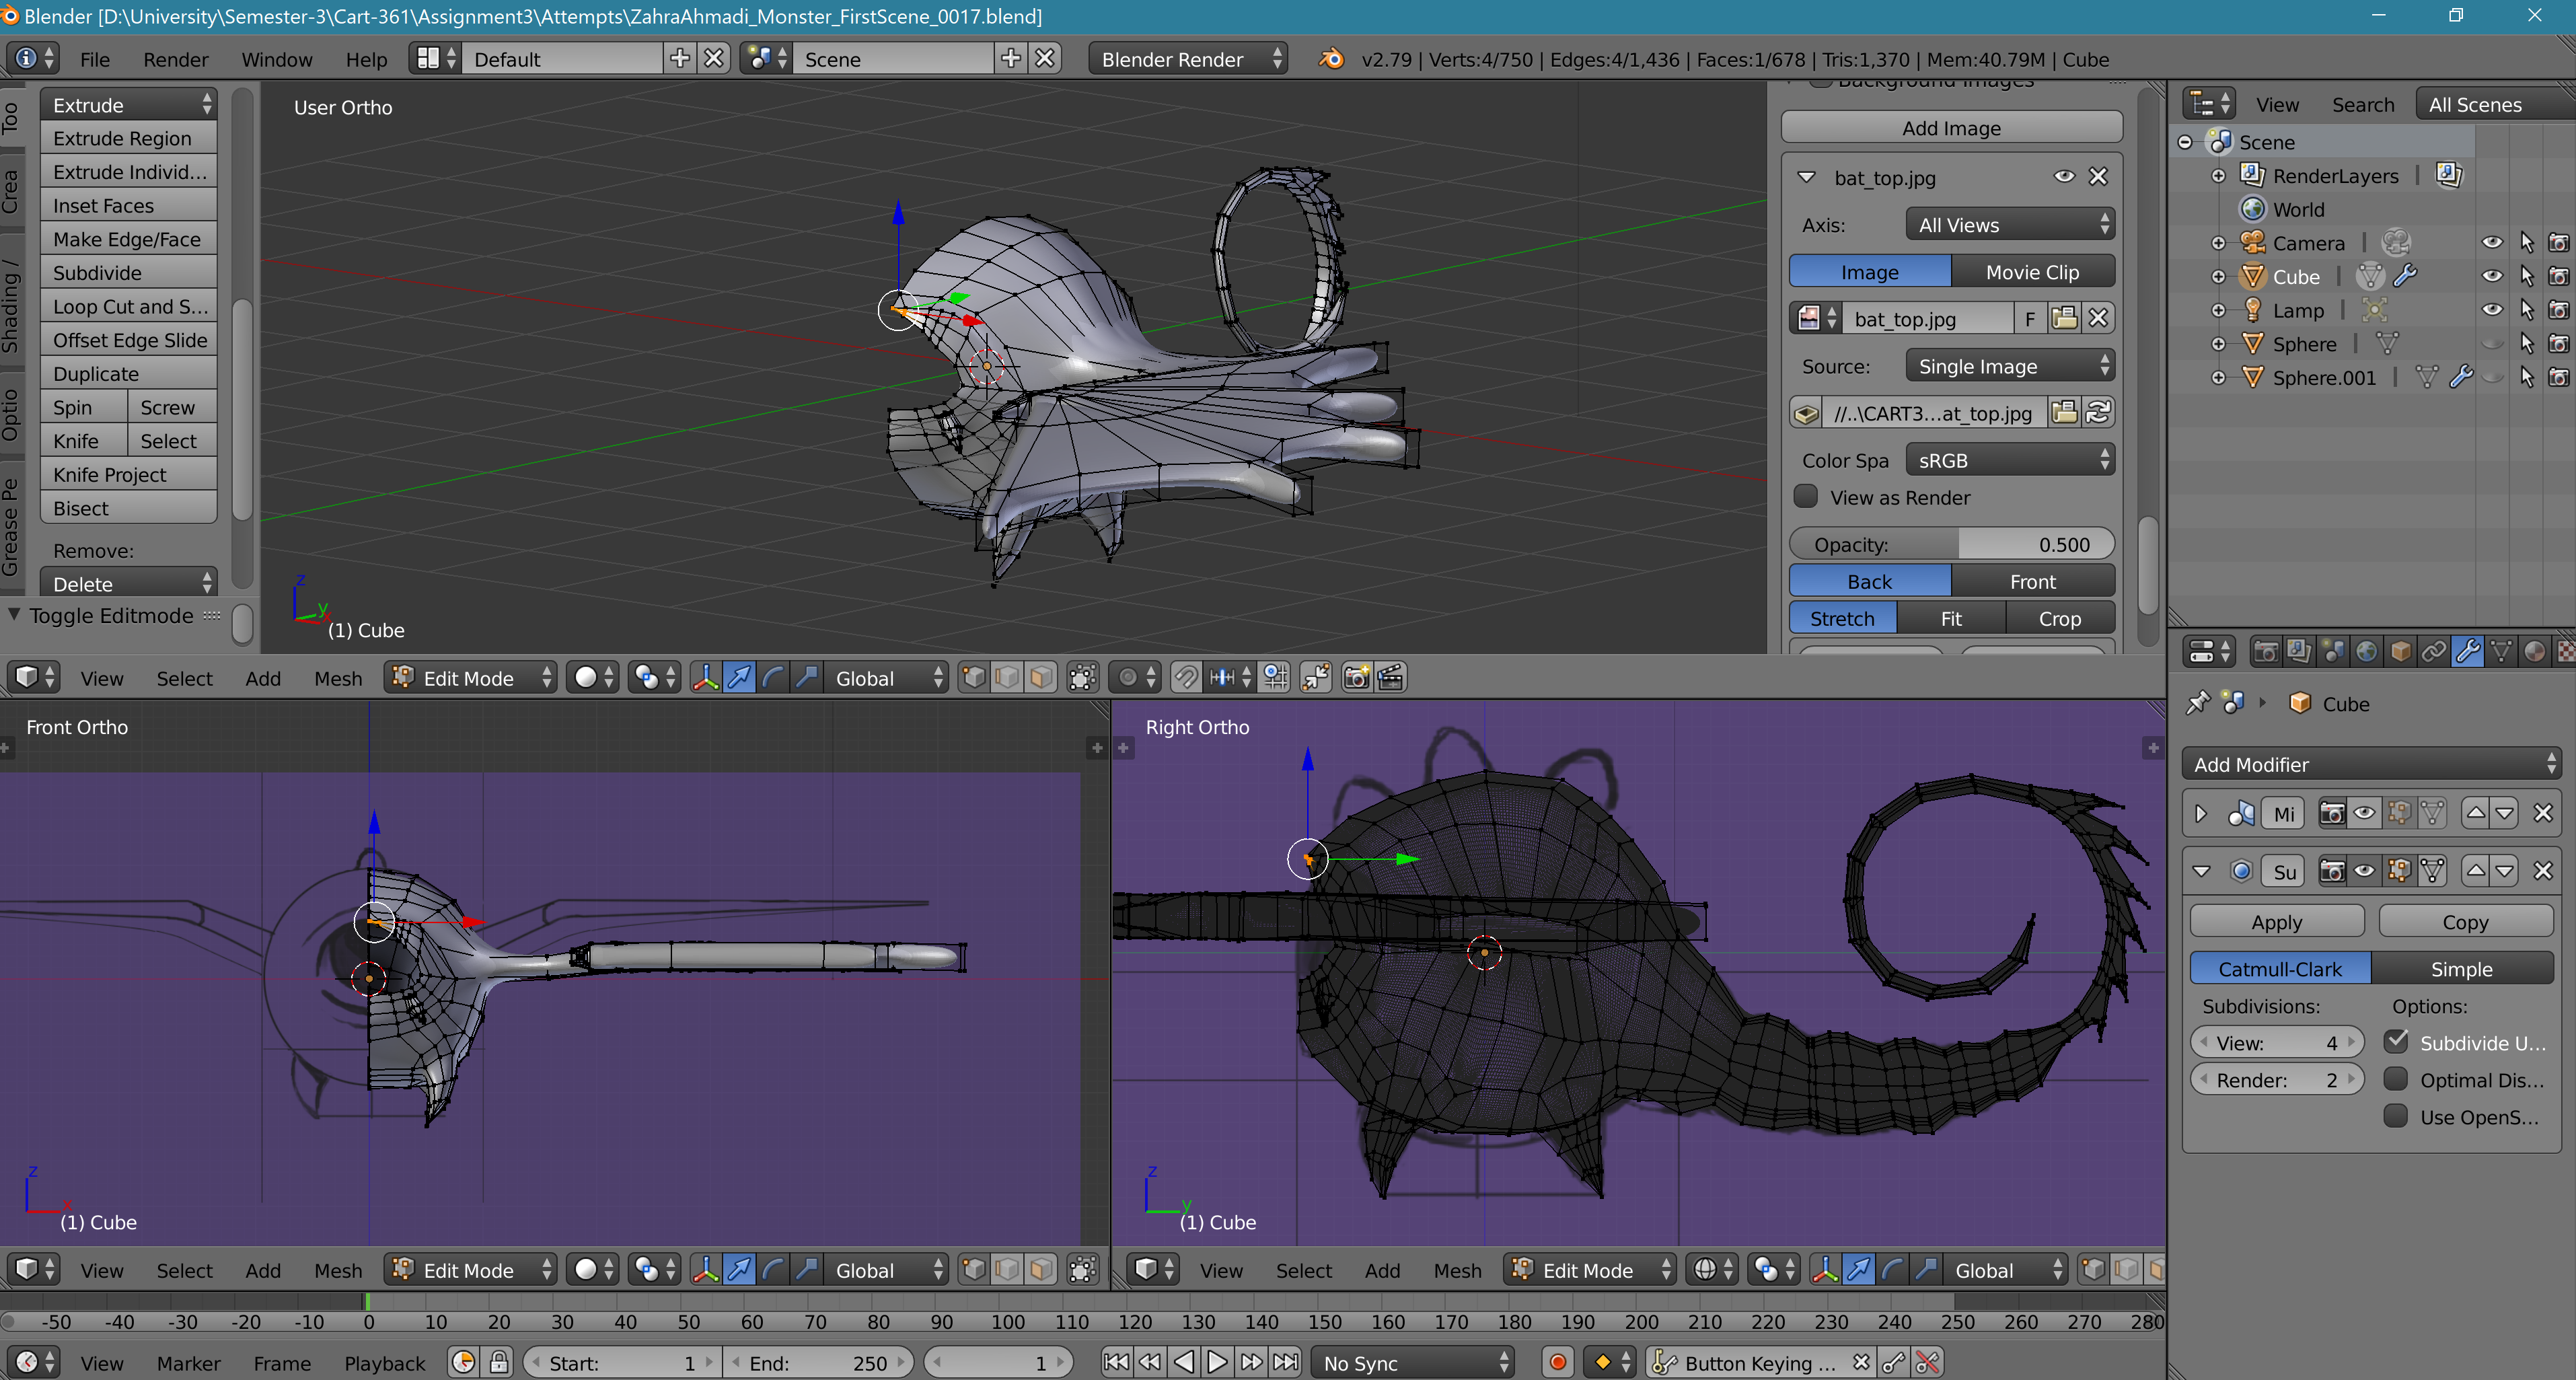 Blender [D:\University\Semester-3\Cart-361\Assignment3\Attempts\ZahraAhmadi_Monster_FirstScene_0017.blend]
File Render Window Help Default Scene Blender Render v2.79 | Verts:4/750 | Edges:4/1,436 | Faces:1/678 | Tris:1,370 | Mem:40.79M | Cube
Too
Crea
Shading /
Optio
Grease Pe
Extrude
Extrude Region
Extrude Individ...
Inset Faces
Make Edge/Face
Subdivide
Loop Cut and S...
Offset Edge Slide
Duplicate
Spin Screw
Knife Select
Knife Project
Bisect
Remove:
Delete
Toggle Editmode
User Ortho
z
y
x
(1) Cube
Background Images
Add Image
bat_top.jpg
Axis: All Views
Image Movie Clip
bat_top.jpg F
Source: Single Image
//..\CART3...at_top.jpg
Color Spa sRGB
View as Render
Opacity: 0.500
Back Front
Stretch Fit Crop
View Search All Scenes
Scene
RenderLayers |
World
Camera |
Cube |
Lamp |
Sphere |
Sphere.001 |
View Select Add Mesh Edit Mode Global
Front Ortho
z
x
(1) Cube
Right Ortho
z
y
(1) Cube
Cube
Add Modifier
Mi
Su
Apply Copy
Catmull-Clark Simple
Subdivisions: Options:
View: 4 Subdivide U...
Render: 2 Optimal Dis...
Use OpenS...
View Select Add Mesh Edit Mode Global
View Select Add Mesh Edit Mode Global
-50 -40 -30 -20 -10 0 10 20 30 40 50 60 70 80 90 100 110 120 130 140 150 160 170 180 190 200 210 220 230 240 250 260 270 280
View Marker Frame Playback Start: 1 End: 250 1 No Sync Button Keying ...